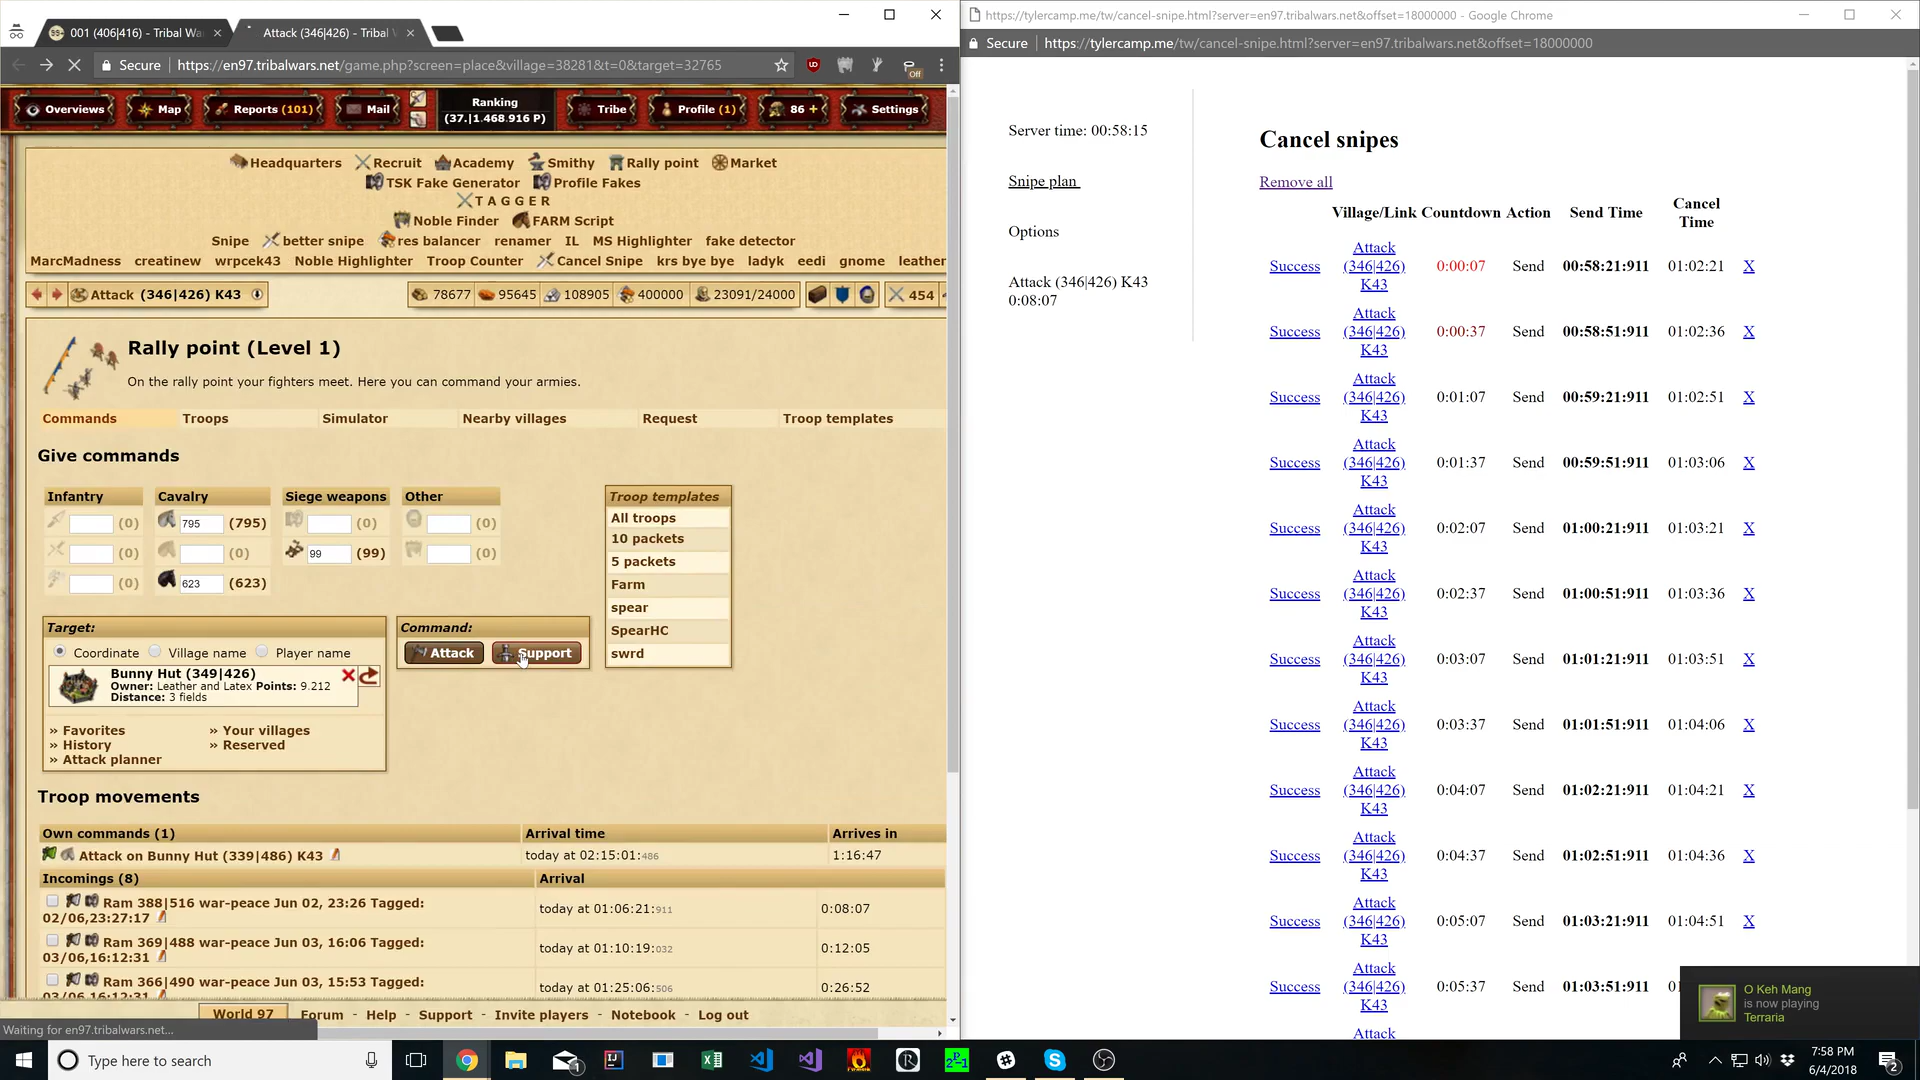 001 (406|416) - Tribal Wa
Attack (346|426) - Tribal
Secure
https://en97.tribalwars.net/game.php?screen=place&village=38281&t=0&target=32765
Off
Overviews
Map
Reports (101)
Mail
Ranking
(37.|1.468.916 P)
Tribe
Profile (1)
86 +
Settings
Headquarters
Recruit
Academy
Smithy
Rally point
Market
TSK Fake Generator
Profile Fakes
T A G G E R
Noble Finder
FARM Script
Snipe
better snipe
res balancer
renamer
IL
MS Highlighter
fake detector
MarcMadness
creatinew
wrpcek43
Noble Highlighter
Troop Counter
Cancel Snipe
krs bye bye
ladyk
eedi
gnome
leather
Attack (346|426) K43
78677
95645
108905
400000
23091/24000
454
Rally point (Level 1)
On the rally point your fighters meet. Here you can command your armies.
Commands
Troops
Simulator
Nearby villages
Request
Troop templates
Give commands
Infantry
Cavalry
Siege weapons
Other
(0)
795 (795)
(0)
(0)
(0)
(0)
99 (99)
(0)
(0)
623 (623)
Troop templates
All troops
10 packets
5 packets
Farm
spear
SpearHC
swrd
Target:
Coordinate
Village name
Player name
Bunny Hut (349|426)
Owner: Leather and Latex Points: 9.212
Distance: 3 fields
» Favorites
» Your villages
» History
» Reserved
» Attack planner
Command:
Attack
Support
Troop movements
Own commands (1)
Arrival time
Arrives in
Attack on Bunny Hut (339|486) K43
today at 02:15:01:486
1:16:47
Incomings (8)
Arrival
Ram 388|516 war-peace Jun 02, 23:26 Tagged:
02/06,23:27:17
today at 01:06:21:911
0:08:07
Ram 369|488 war-peace Jun 03, 16:06 Tagged:
03/06,16:12:31
today at 01:10:19:032
0:12:05
Ram 366|490 war-peace Jun 03, 15:53 Tagged:
03/06,16:12:31
today at 01:25:06:506
0:26:52
World 97
Forum - Help - Support - Invite players - Notebook - Log out
Waiting for en97.tribalwars.net...
https://tylercamp.me/tw/cancel-snipe.html?server=en97.tribalwars.net&offset=18000000 - Google Chrome
Secure
https://tylercamp.me/tw/cancel-snipe.html?server=en97.tribalwars.net&offset=18000000
Server time: 00:58:15
Snipe plan
Options
Attack (346|426) K43
0:08:07
Cancel snipes
Remove all
Village/Link Countdown Action Send Time Cancel Time
Success Attack (346|426) K43 0:00:07 Send 00:58:21:911 01:02:21 X
Success Attack (346|426) K43 0:00:37 Send 00:58:51:911 01:02:36 X
Success Attack (346|426) K43 0:01:07 Send 00:59:21:911 01:02:51 X
Success Attack (346|426) K43 0:01:37 Send 00:59:51:911 01:03:06 X
Success Attack (346|426) K43 0:02:07 Send 01:00:21:911 01:03:21 X
Success Attack (346|426) K43 0:02:37 Send 01:00:51:911 01:03:36 X
Success Attack (346|426) K43 0:03:07 Send 01:01:21:911 01:03:51 X
Success Attack (346|426) K43 0:03:37 Send 01:01:51:911 01:04:06 X
Success Attack (346|426) K43 0:04:07 Send 01:02:21:911 01:04:21 X
Success Attack (346|426) K43 0:04:37 Send 01:02:51:911 01:04:36 X
Success Attack (346|426) K43 0:05:07 Send 01:03:21:911 01:04:51 X
Success Attack (346|426) K43 0:05:37 Send 01:03:51:911
Attack
O Keh Mang
is now playing
Terraria
Type here to search
7:58 PM
6/4/2018
2